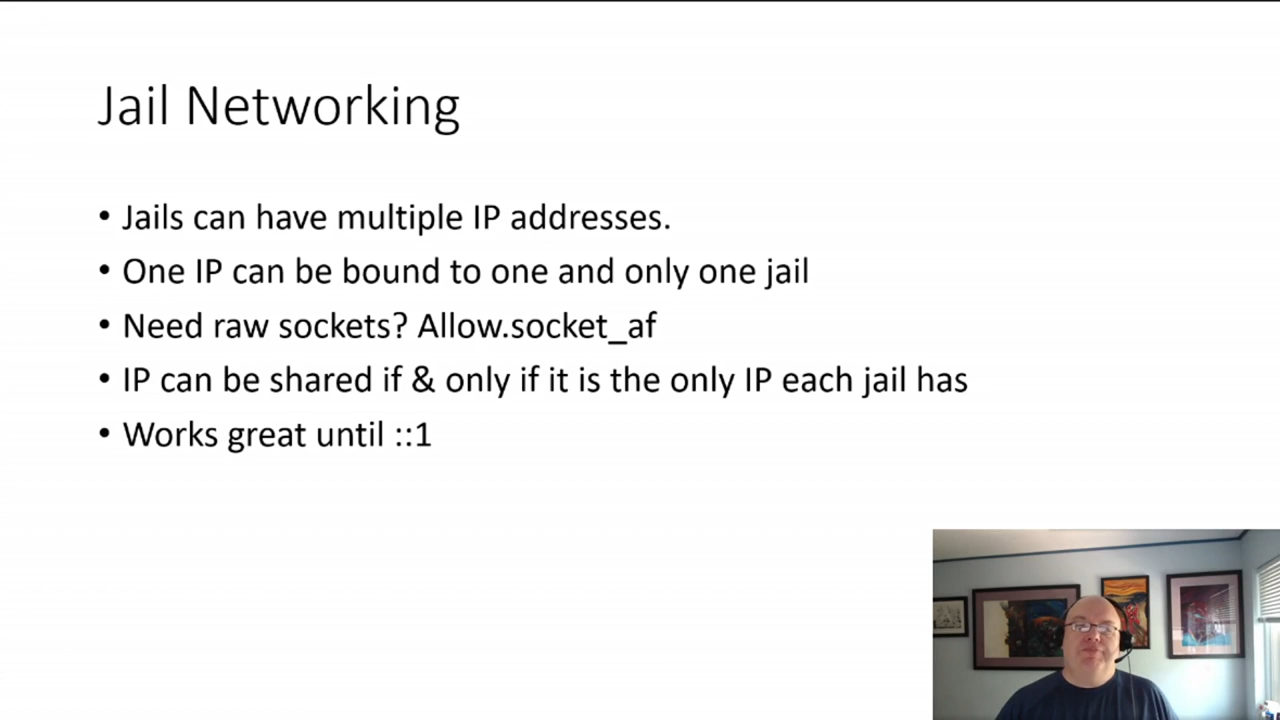 Jail Networking
• Jails can have multiple IP addresses.
• One IP can be bound to one and only one jail
• Need raw sockets? Allow.socket_af
• IP can be shared if & only if it is the only IP each jail has
• Works great until ::1